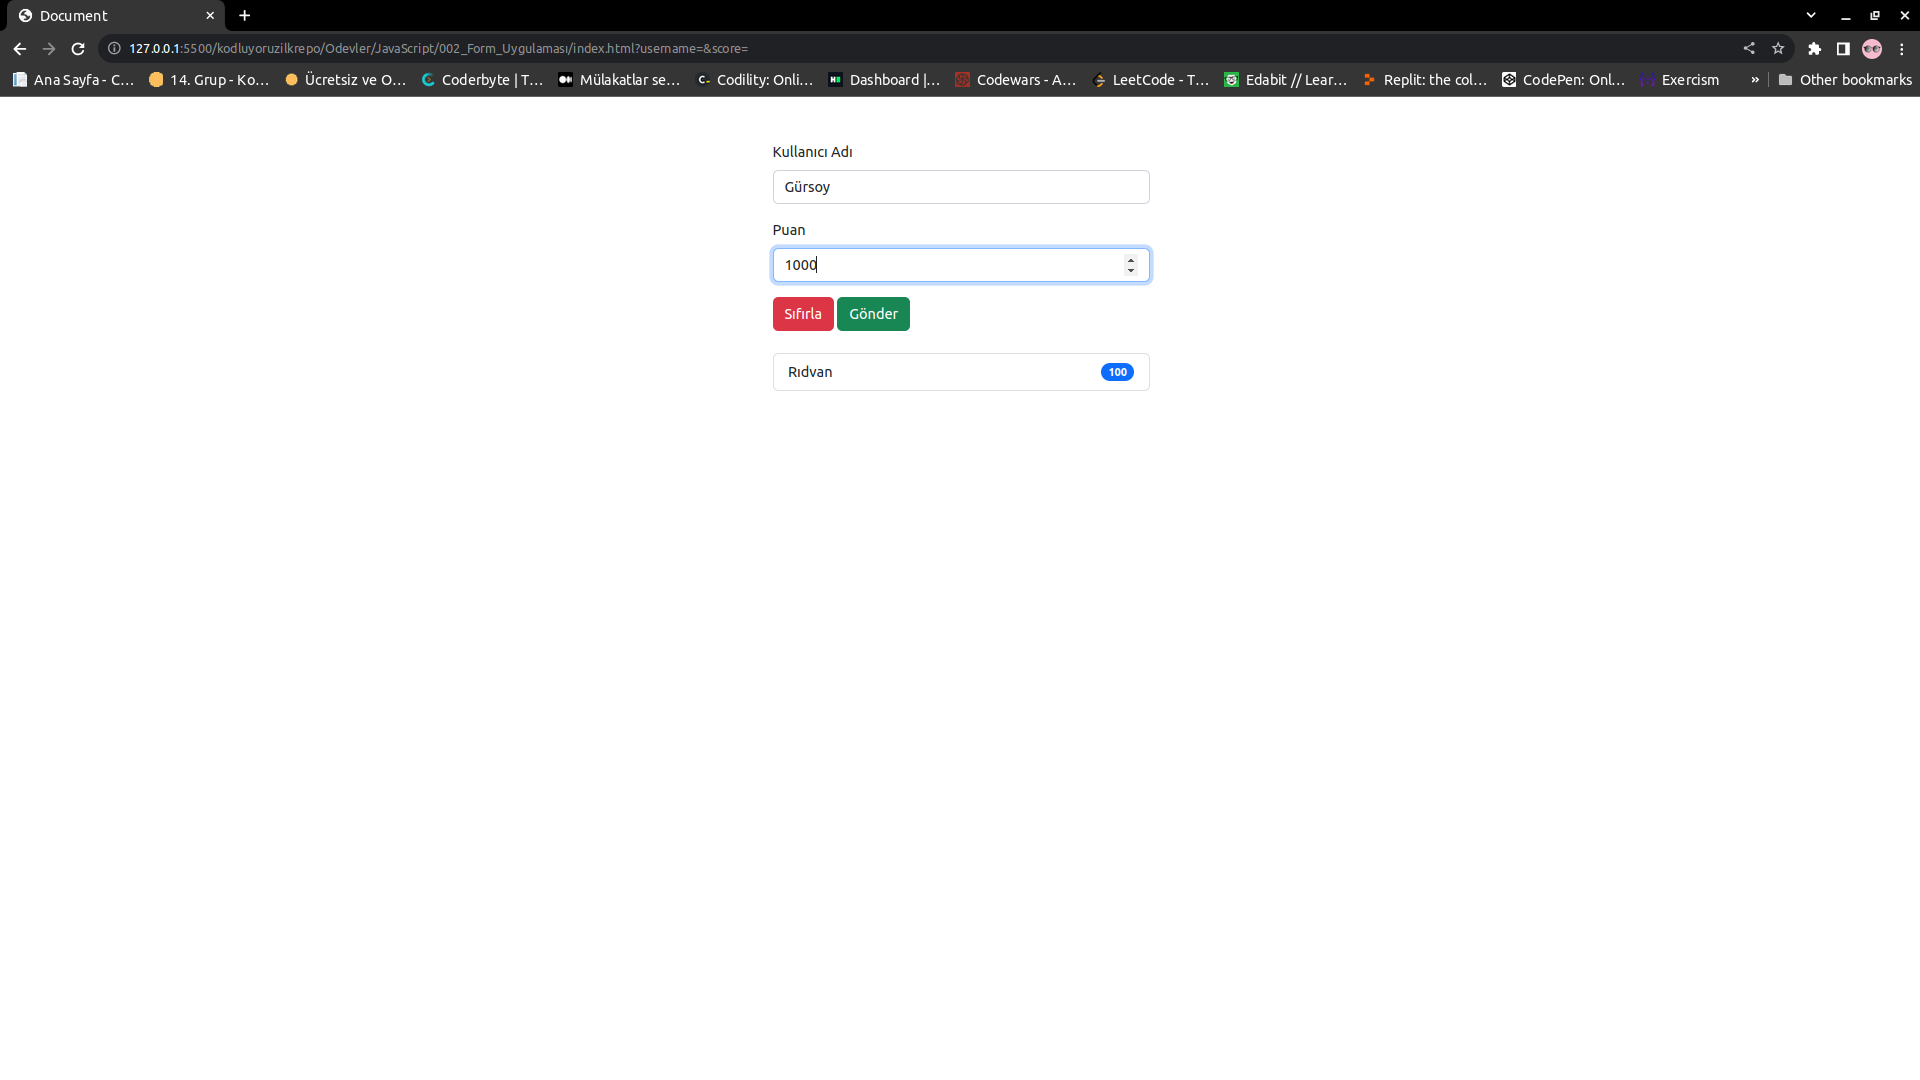 Document
127.0.0.1:5500/kodluyoruzilkrepo/Odevler/JavaScript/002_Form_Uygulaması/index.html?username=&score=
Ana Sayfa - C... 14. Grup - Ko... Ücretsiz ve O... Coderbyte | T... Mülakatlar se... Codility: Onli... Dashboard |... Codewars - A... LeetCode - T... Edabit // Lear... Replit: the col... CodePen: Onl... Exercism » Other bookmarks
Kullanıcı Adı
Gürsoy
Puan
1000
Sıfırla Gönder
Rıdvan 100